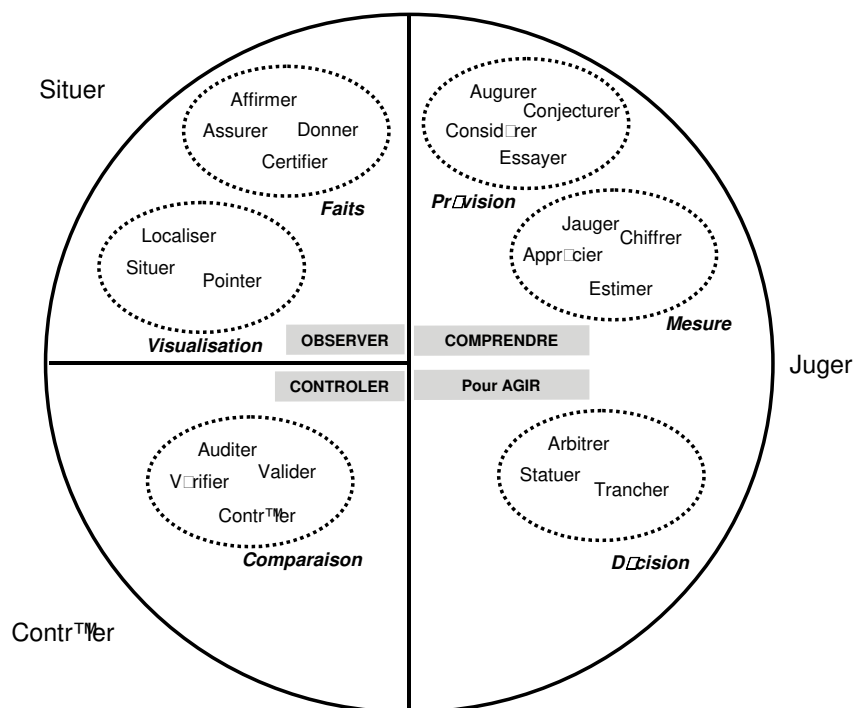 Situer
Affirmer
Assurer
Donner
Certifier
Faits
Localiser
Situer
Pointer
Visualisation
OBSERVER
Augurer
Conjecturer
Consid□rer
Essayer
Pr□vision
Jauger
Chiffrer
Appr□cier
Estimer
Mesure
COMPRENDRE
Juger
CONTROLER
Pour AGIR
Auditer
V□rifier
Valider
Contr™ler
Comparaison
Arbitrer
Statuer
Trancher
D□cision
Contr™ler